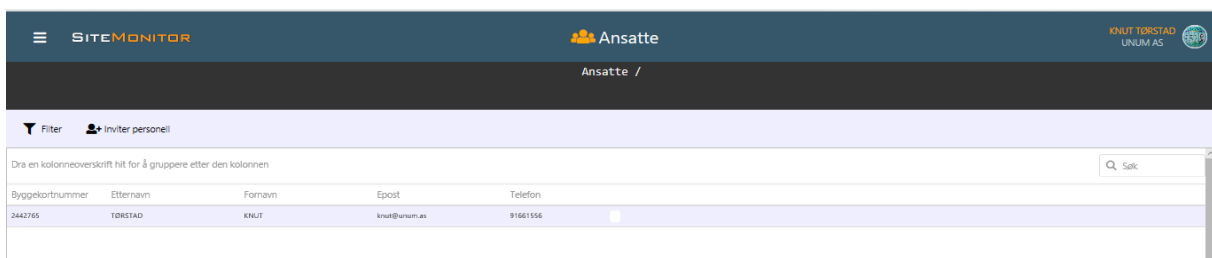 SITEMONITOR
Ansatte
KNUT TØRSTAD
UNUM AS
Ansatte /
Filter
Inviter personell
Dra en kolonneoverskrift hit for å gruppere etter den kolonnen
Søk
Byggekortnummer Etternavn Fornavn Epost Telefon
2442765 TØRSTAD KNUT knut@unum.as 91661556